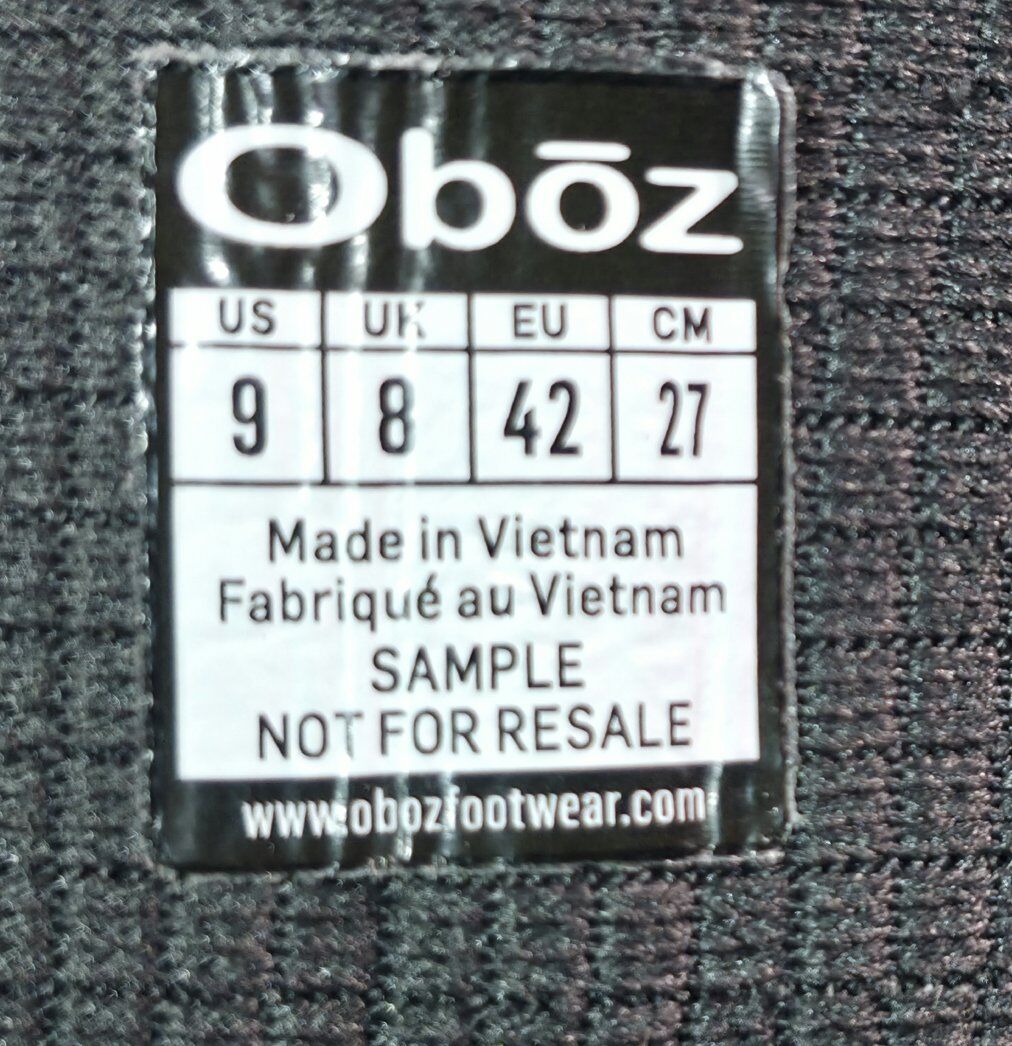 Obōz
US UK EU CM
9 8 42 27
Made in Vietnam
Fabriqué au Vietnam
SAMPLE
NOT FOR RESALE
www.obozfootwear.com